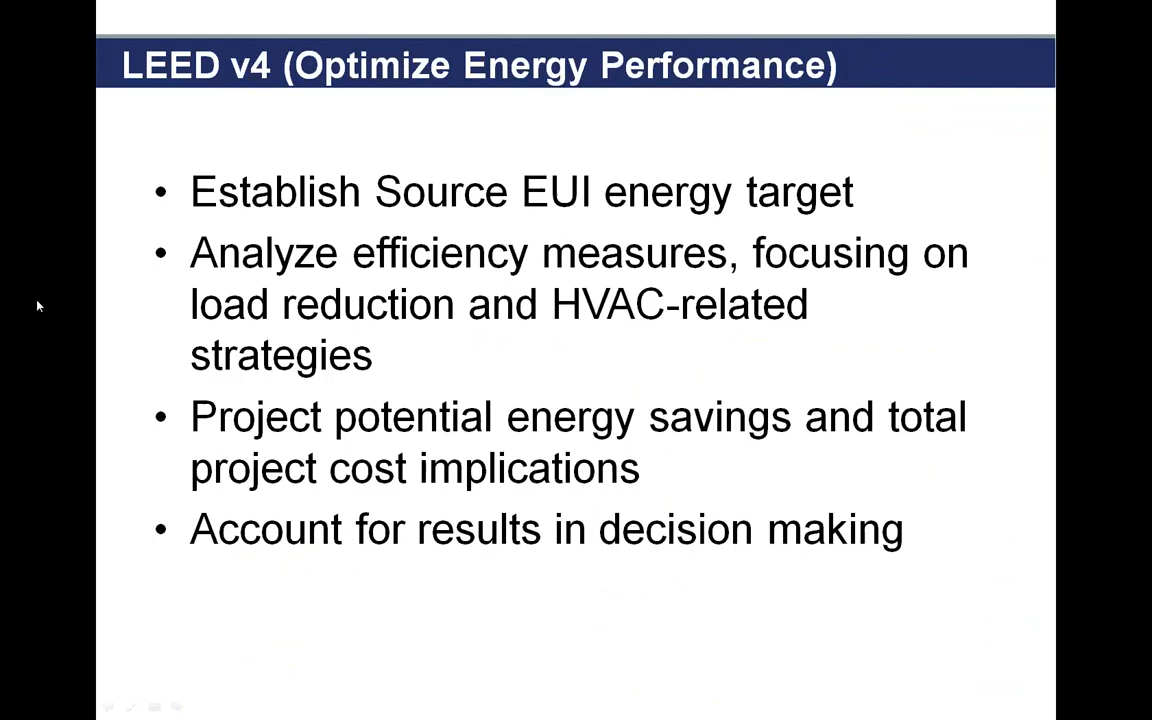 LEED v4 (Optimize Energy Performance)
• Establish Source EUI energy target
• Analyze efficiency measures, focusing on
load reduction and HVAC-related
strategies
• Project potential energy savings and total
project cost implications
• Account for results in decision making